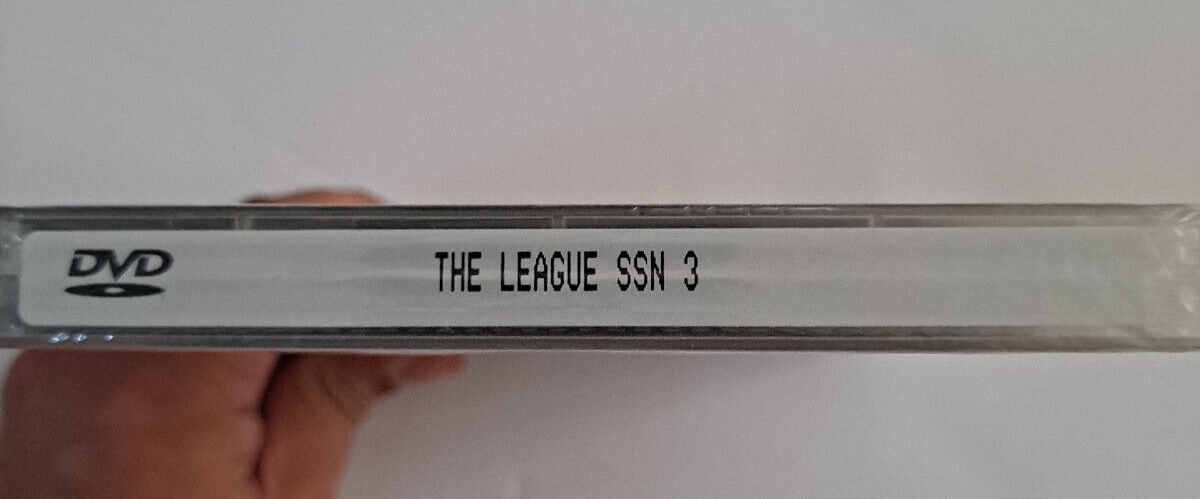 DVD
THE LEAGUE SSN 3